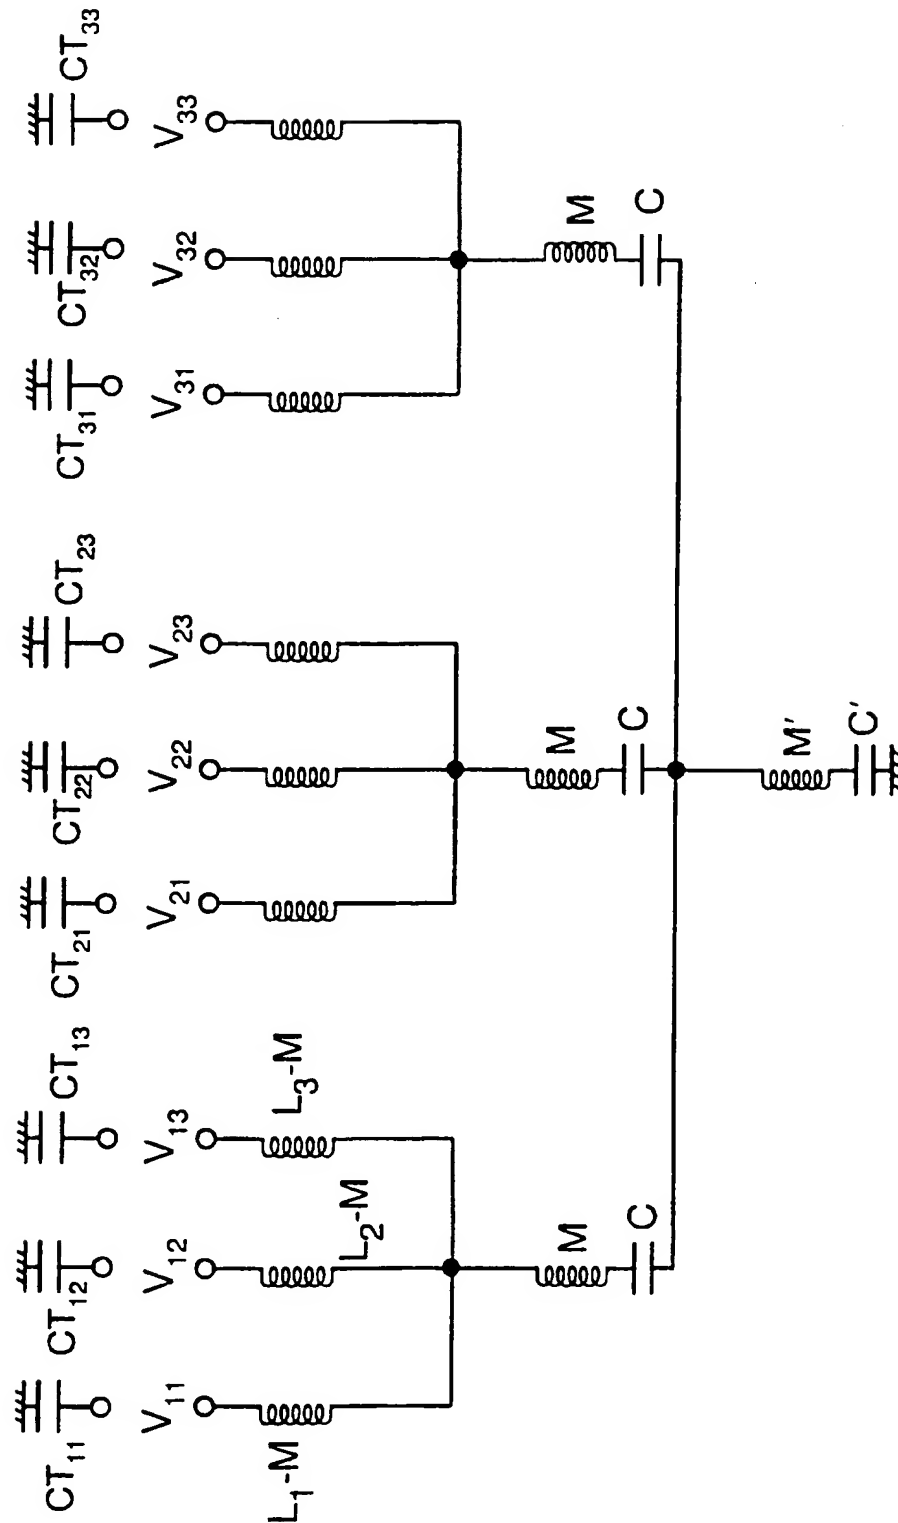 CT₁₁
CT₁₂
CT₁₃
CT₂₁
CT₂₂
CT₂₃
CT₃₁
CT₃₂
CT₃₃
V₁₁
V₁₂
V₁₃
V₂₁
V₂₂
V₂₃
V₃₁
V₃₂
V₃₃
L₁-M
L₂-M
L₃-M
M
C
M
C
M
C
M′
C′